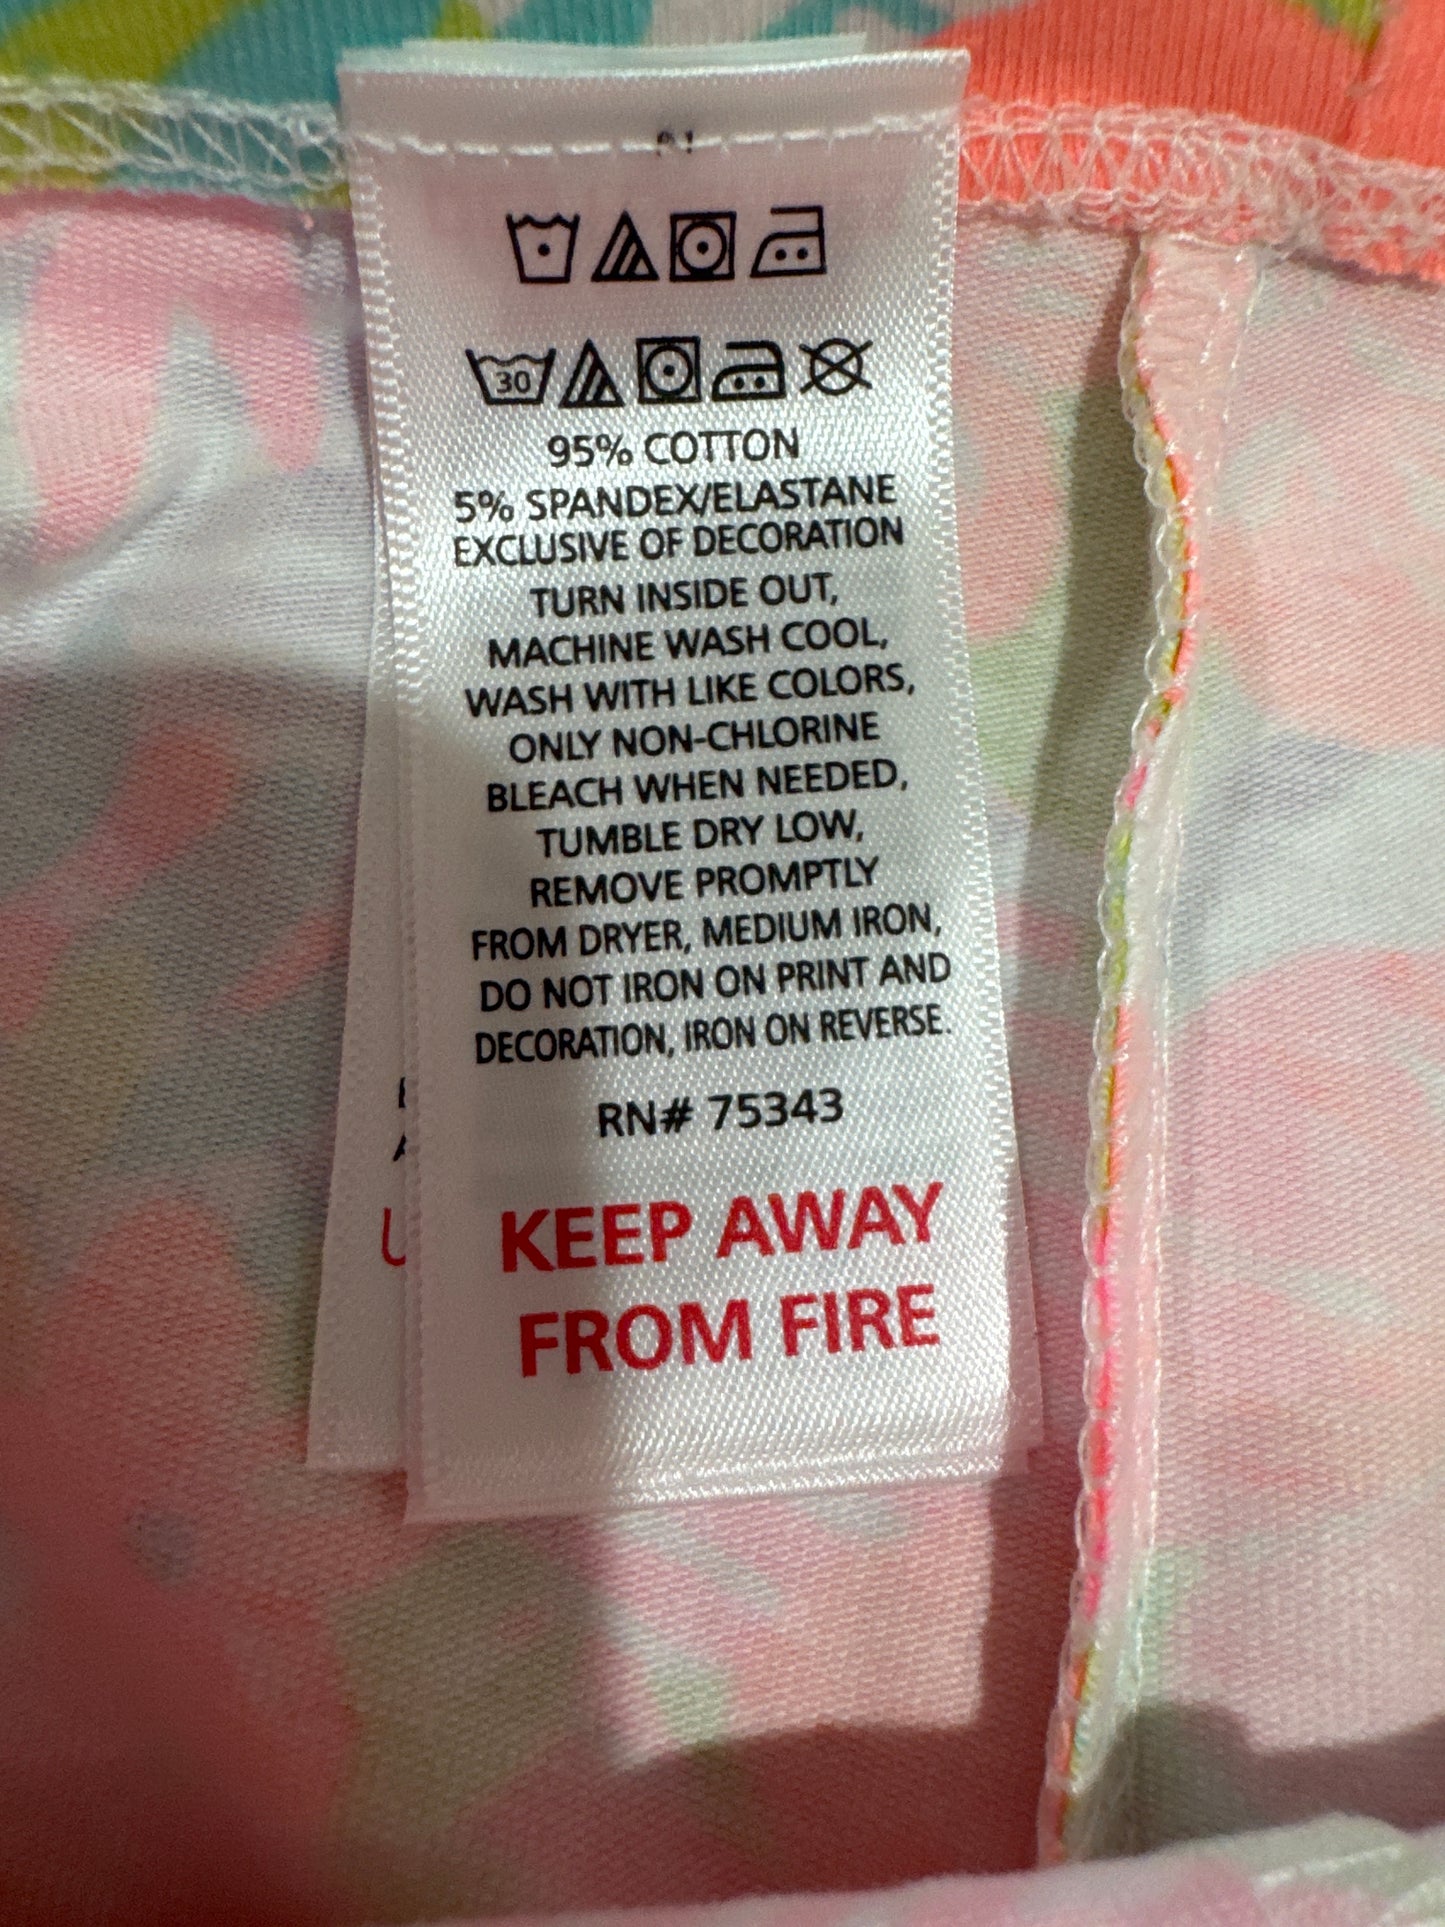 30
95% COTTON
5% SPANDEX/ELASTANE
EXCLUSIVE OF DECORATION
TURN INSIDE OUT,
MACHINE WASH COOL,
WASH WITH LIKE COLORS,
ONLY NON-CHLORINE
BLEACH WHEN NEEDED,
TUMBLE DRY LOW,
REMOVE PROMPTLY
FROM DRYER, MEDIUM IRON,
DO NOT IRON ON PRINT AND
DECORATION, IRON ON REVERSE.
RN# 75343
KEEP AWAY
FROM FIRE